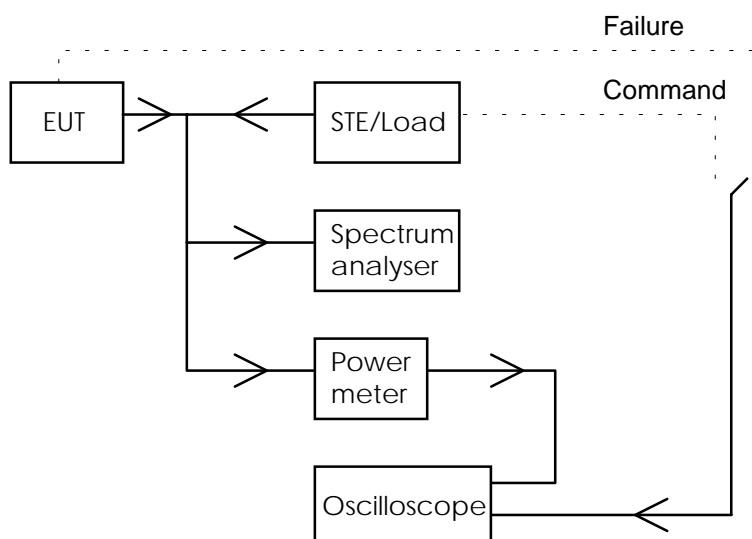 Failure
EUT
STE/Load
Command
Spectrum
analyser
Power
meter
Oscilloscope